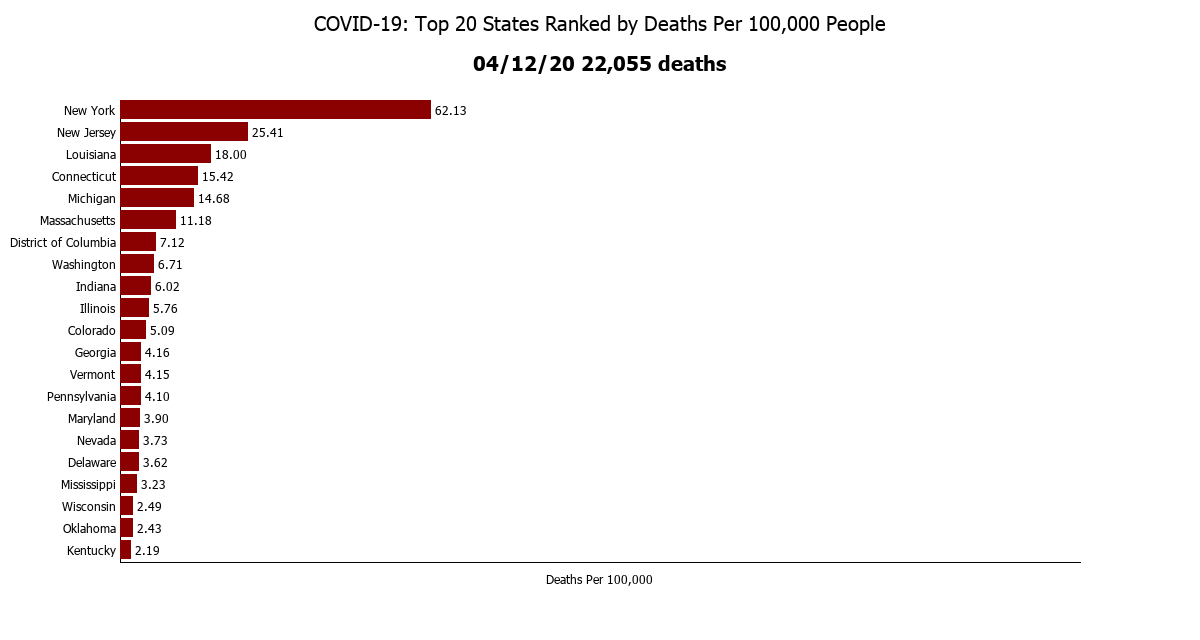 COVID-19: Top 20 States Ranked by Deaths Per 100,000 People
04/12/20 22,055 deaths
New York 62.13
New Jersey 25.41
Louisiana 18.00
Connecticut 15.42
Michigan 14.68
Massachusetts 11.18
District of Columbia 7.12
Washington 6.71
Indiana 6.02
Illinois 5.76
Colorado 5.09
Georgia 4.16
Vermont 4.15
Pennsylvania 4.10
Maryland 3.90
Nevada 3.73
Delaware 3.62
Mississippi 3.23
Wisconsin 2.49
Oklahoma 2.43
Kentucky 2.19
Deaths Per 100,000